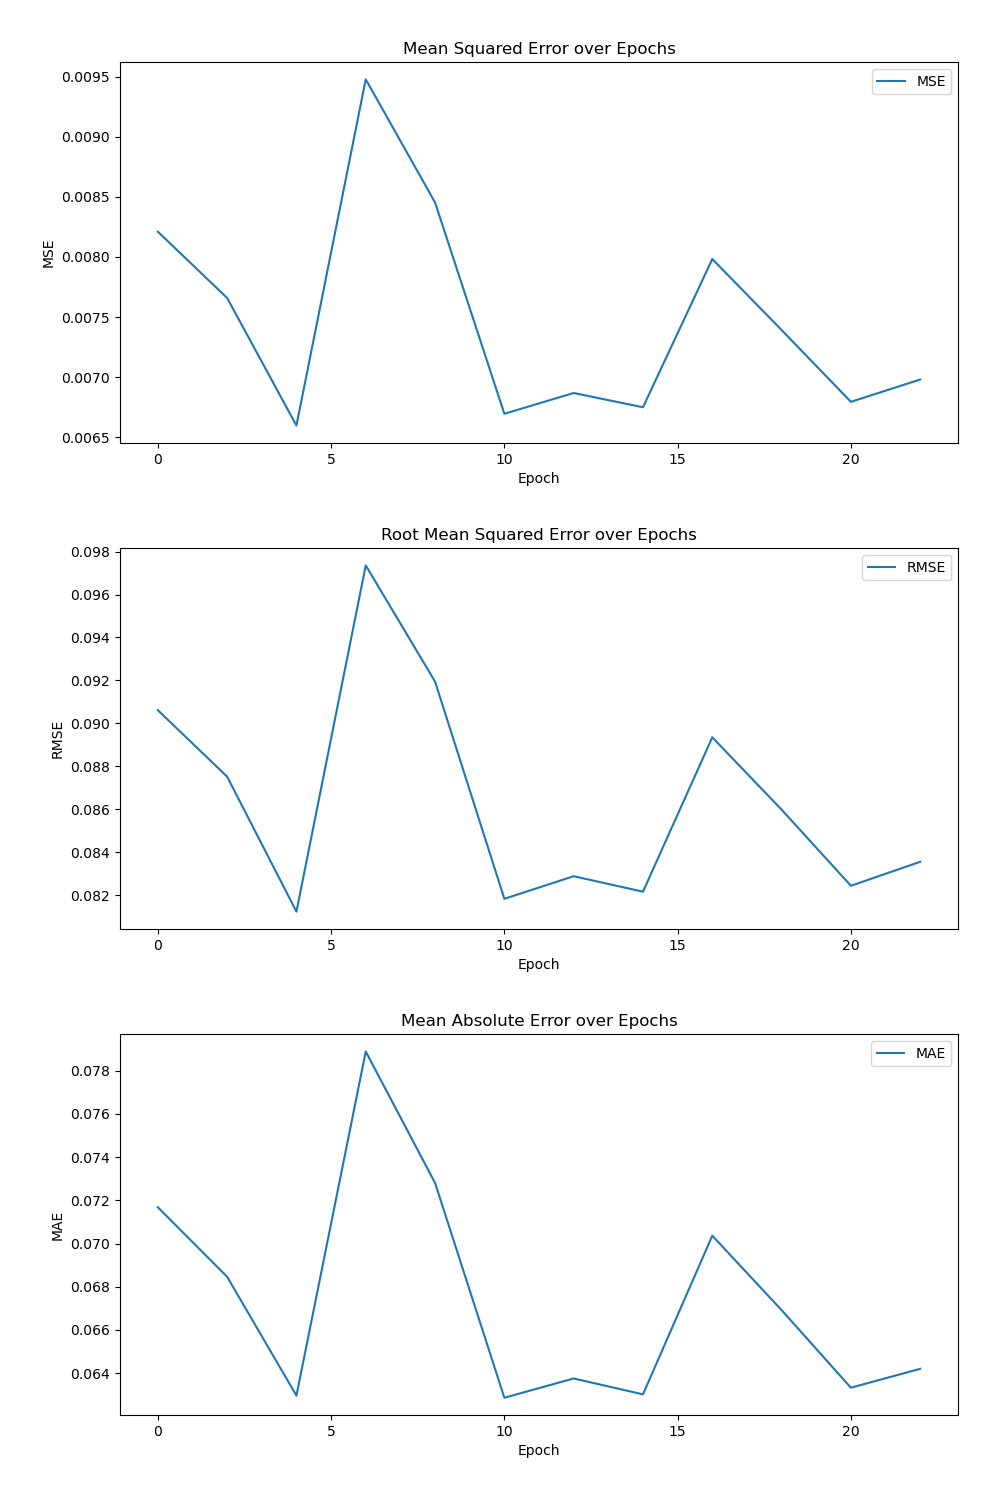 Mean Squared Error over Epochs
MSE
0.0095
0.0090
0.0085
0.0080
0.0075
0.0070
0.0065
MSE
0 5 10 15 20
Epoch
Root Mean Squared Error over Epochs
RMSE
0.098
0.096
0.094
0.092
0.090
0.088
0.086
0.084
0.082
RMSE
0 5 10 15 20
Epoch
Mean Absolute Error over Epochs
MAE
0.078
0.076
0.074
0.072
0.070
0.068
0.066
0.064
MAE
0 5 10 15 20
Epoch